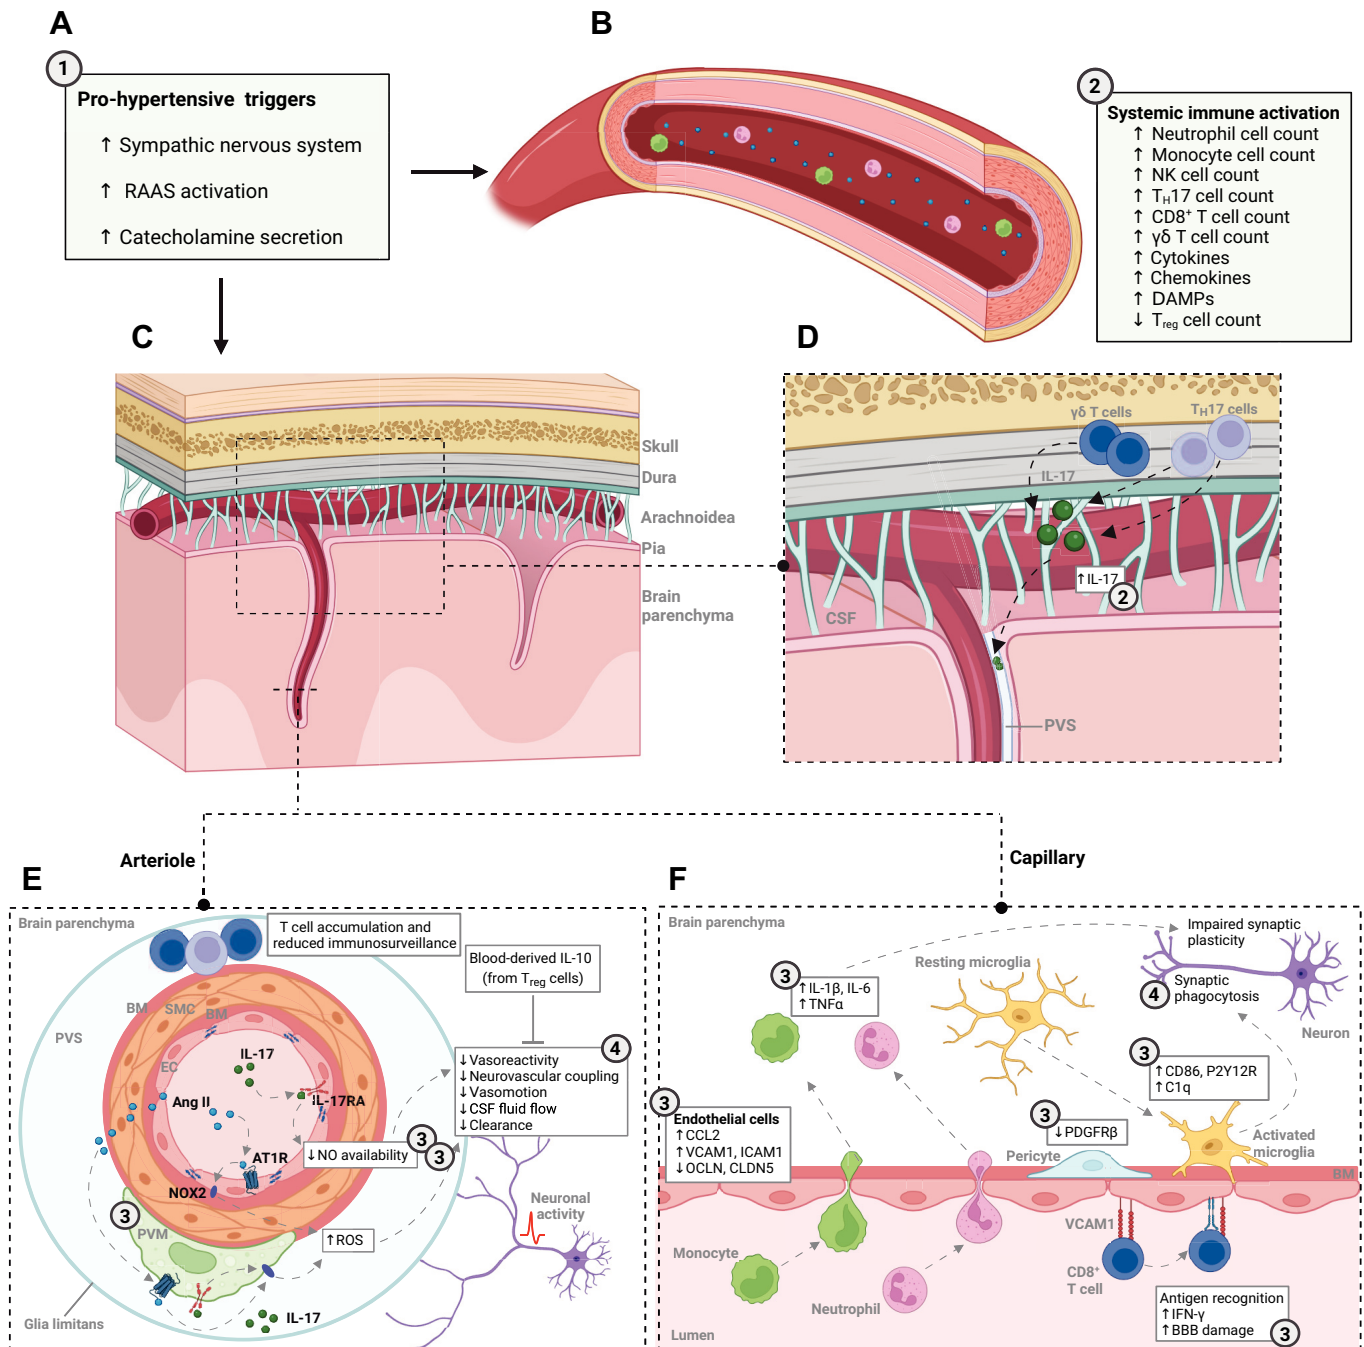 A
1
Pro-hypertensive triggers
↑ Sympathic nervous system
↑ RAAS activation
↑ Catecholamine secretion
B
2
Systemic immune activation
↑ Neutrophil cell count
↑ Monocyte cell count
↑ NK cell count
↑ TH17 cell count
↑ CD8+ T cell count
↑ γδ T cell count
↑ Cytokines
↑ Chemokines
↑ DAMPs
↓ Treg cell count
C
Skull
Dura
Arachnoidea
Pia
Brain
parenchyma
D
γδ T cells
TH17 cells
IL-17
↑IL-17
2
CSF
PVS
Arteriole
Capillary
E
Brain parenchyma
T cell accumulation and
reduced immunosurveillance
Blood-derived IL-10
(from Treg cells)
BM
SMC
BM
PVS
EC
IL-17
IL-17RA
Ang II
AT1R
NOX2
↓NO availability
3
3
4
↓Vasoreactivity
↓Neurovascular coupling
↓Vasomotion
↓CSF fluid flow
↓Clearance
3
PVM
↑ROS
Neuronal
activity
IL-17
Glia limitans
F
Brain parenchyma
3
↑IL-1β, IL-6
↑TNFα
Resting microglia
Impaired synaptic
plasticity
4
Synaptic
phagocytosis
Neuron
3
↑CD86, P2Y12R
↑C1q
3
Endothelial cells
↑CCL2
↑VCAM1, ICAM1
↓OCLN, CLDN5
3
↓PDGFRβ
Pericyte
Activated
microglia
BM
VCAM1
Monocyte
Neutrophil
CD8+
T cell
Antigen recognition
↑IFN-γ
↑BBB damage
3
Lumen